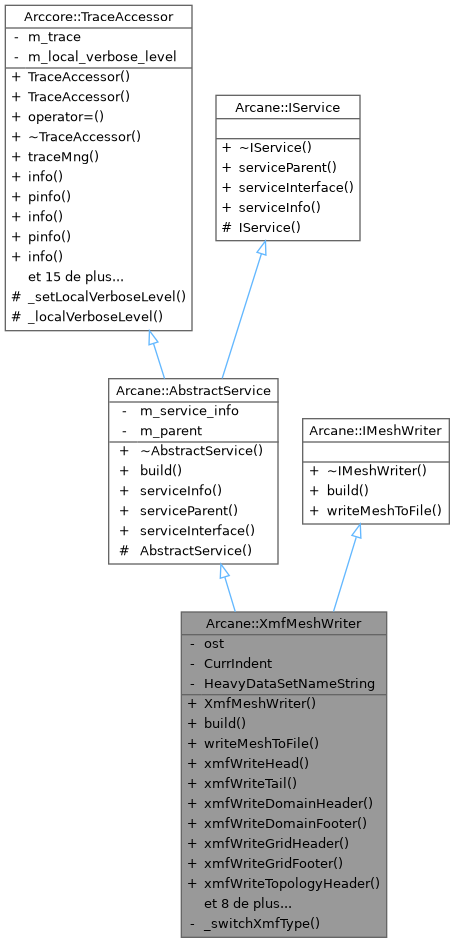 Arccore::TraceAccessor
- m_trace
- m_local_verbose_level
+ TraceAccessor()
+ TraceAccessor()
+ operator=()
+ ~TraceAccessor()
+ traceMng()
+ info()
+ pinfo()
+ info()
+ pinfo()
+ info()
et 15 de plus...
# _setLocalVerboseLevel()
# _localVerboseLevel()
Arcane::IService
+ ~IService()
+ serviceParent()
+ serviceInterface()
+ serviceInfo()
# IService()
Arcane::AbstractService
- m_service_info
- m_parent
+ ~AbstractService()
+ build()
+ serviceInfo()
+ serviceParent()
+ serviceInterface()
# AbstractService()
Arcane::IMeshWriter
+ ~IMeshWriter()
+ build()
+ writeMeshToFile()
Arcane::XmfMeshWriter
- ost
- CurrIndent
- HeavyDataSetNameString
+ XmfMeshWriter()
+ build()
+ writeMeshToFile()
+ xmfWriteHead()
+ xmfWriteTail()
+ xmfWriteDomainHeader()
+ xmfWriteDomainFooter()
+ xmfWriteGridHeader()
+ xmfWriteGridFooter()
+ xmfWriteTopologyHeader()
et 8 de plus...
- _switchXmfType()